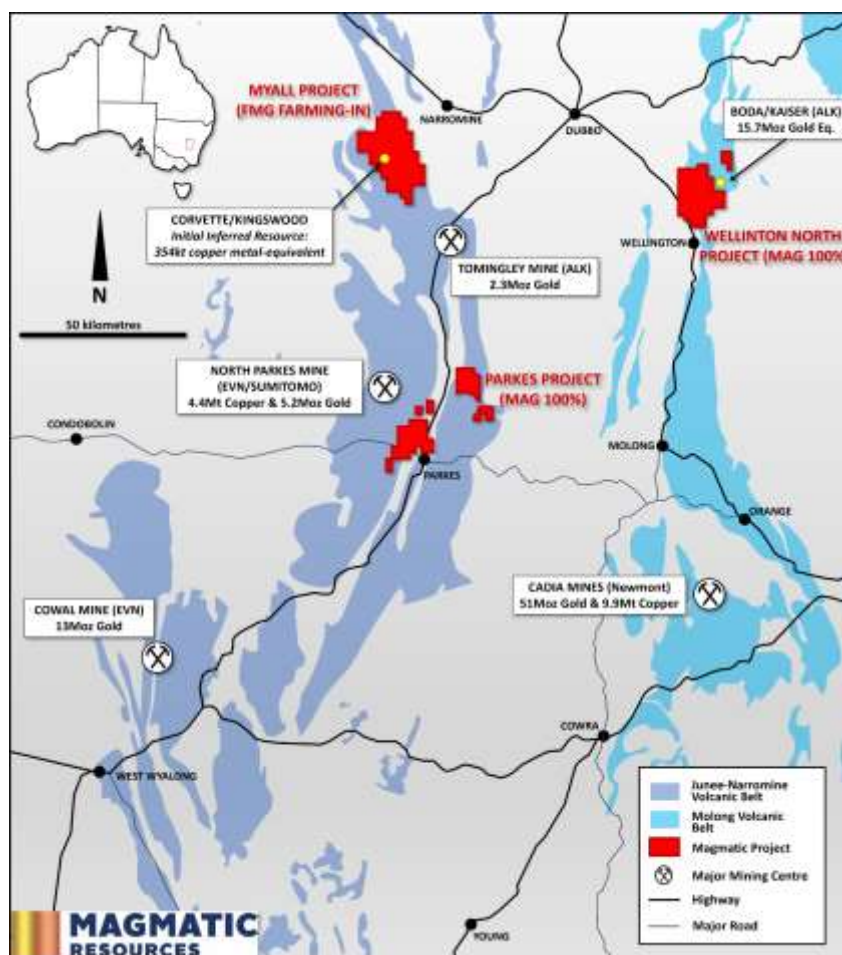 MYALL PROJECT
(FMG FARMING-IN)
NARROMINE
DUBBO
BODA/KAISER (ALK)
15.7Moz Gold Eq.
CORVETTE/KINGSWOOD
Initial Inferred Resource:
354kt copper metal-equivalent
WELLINGTON
WELLINTON NORTH
PROJECT (MAG 100%
TOMINGLEY MINE (ALK)
2.3Moz Gold
N
50 kilometres
NORTH PARKES MINE
(EVN/SUMITOMO)
4.4Mt Copper & 5.2Moz Gold
PARKES PROJECT
(MAG 100%)
CONDOBOLIN
MOLONG
PARKES
ORANGE
CADIA MINES (Newmont)
51Moz Gold & 9.9Mt Copper
COWAL MINE (EVN)
13Moz Gold
COWRA
WEST WYALONG
Junee-Narromine
Volcanic Belt
Molong Volcanic
Belt
Magmatic Project
Major Mining Centre
Highway
Major Road
YOUNG
MAGMATIC
RESOURCES